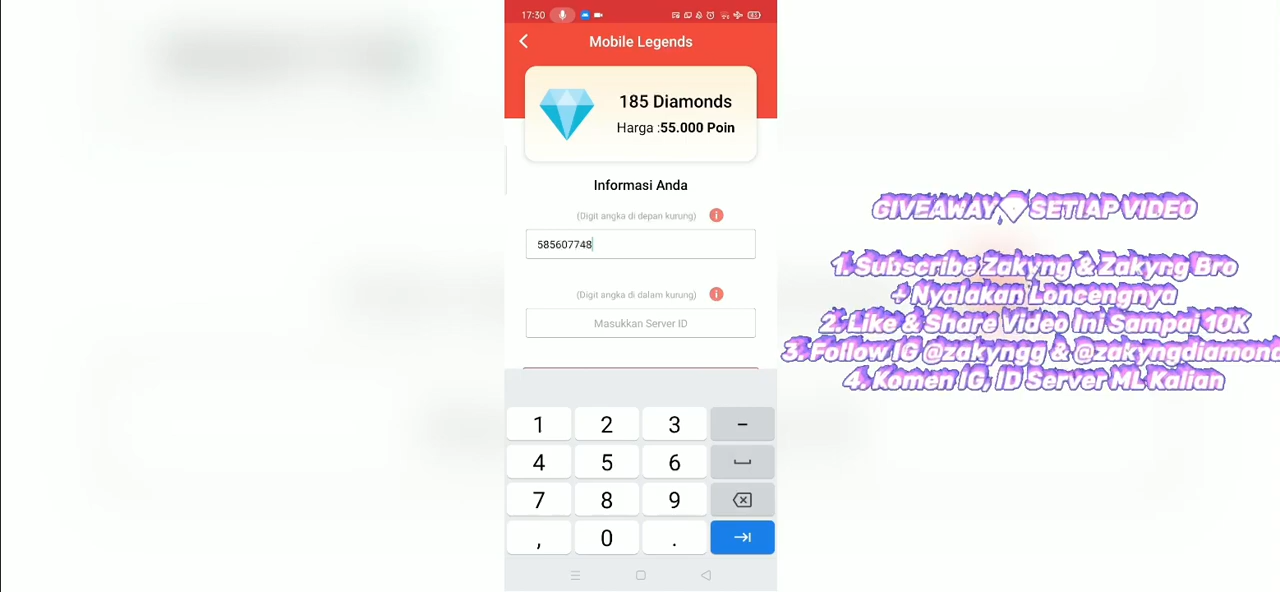 17:30
Mobile Legends
185 Diamonds
Harga :55.000 Poin
Informasi Anda
(Digit angka di depan kurung)
585607748
(Digit angka di dalam kurung)
Masukkan Server ID
1 2 3 -
4 5 6
7 8 9
, 0 .
GIVEAWAY SETIAP VIDEO
1. Subscribe Zakyng & Zakyng Bro
+ Nyalakan Loncengnya
2. Like & Share Video Ini Sampai 10K
3. Follow IG @zakyngg & @zakyngdiamond
4. Komen IG, ID Server ML Kalian